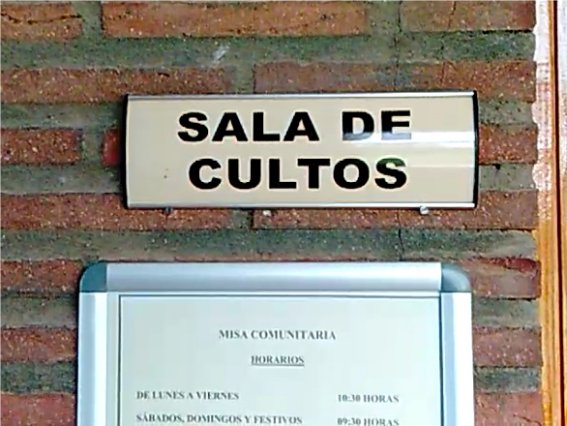 SALA DE
CULTOS
MISA COMUNITARIA
HORARIOS
DE LUNES A VIERNES 10:30 HORAS
SÁBADOS, DOMINGOS Y FESTIVOS 09:30 HORAS